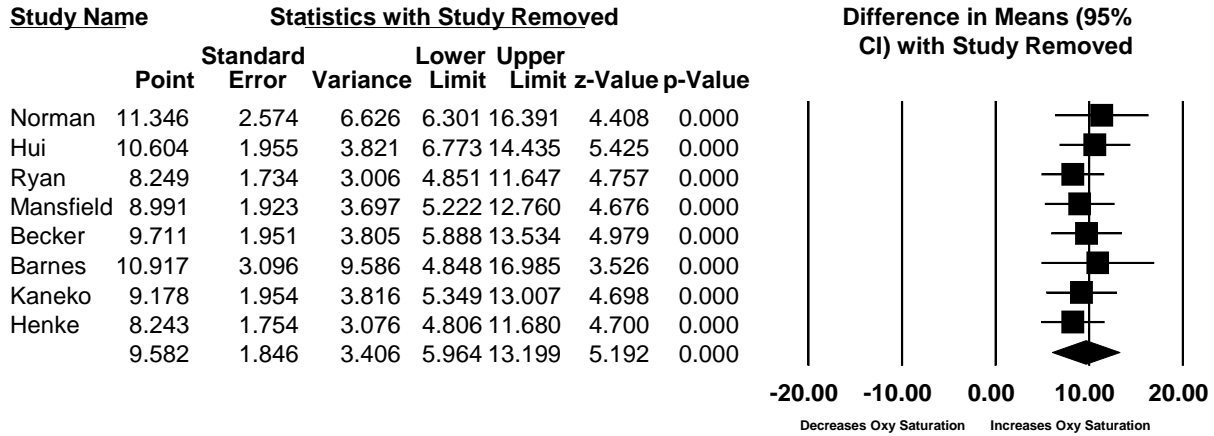 Study Name Statistics with Study Removed Difference in Means (95%
CI) with Study Removed
Standard Lower Upper
Point Error Variance Limit Limit z-Value p-Value
Norman 11.346 2.574 6.626 6.301 16.391 4.408 0.000
Hui 10.604 1.955 3.821 6.773 14.435 5.425 0.000
Ryan 8.249 1.734 3.006 4.851 11.647 4.757 0.000
Mansfield 8.991 1.923 3.697 5.222 12.760 4.676 0.000
Becker 9.711 1.951 3.805 5.888 13.534 4.979 0.000
Barnes 10.917 3.096 9.586 4.848 16.985 3.526 0.000
Kaneko 9.178 1.954 3.816 5.349 13.007 4.698 0.000
Henke 8.243 1.754 3.076 4.806 11.680 4.700 0.000
9.582 1.846 3.406 5.964 13.199 5.192 0.000
-20.00 -10.00 0.00 10.00 20.00
Decreases Oxy Saturation Increases Oxy Saturation